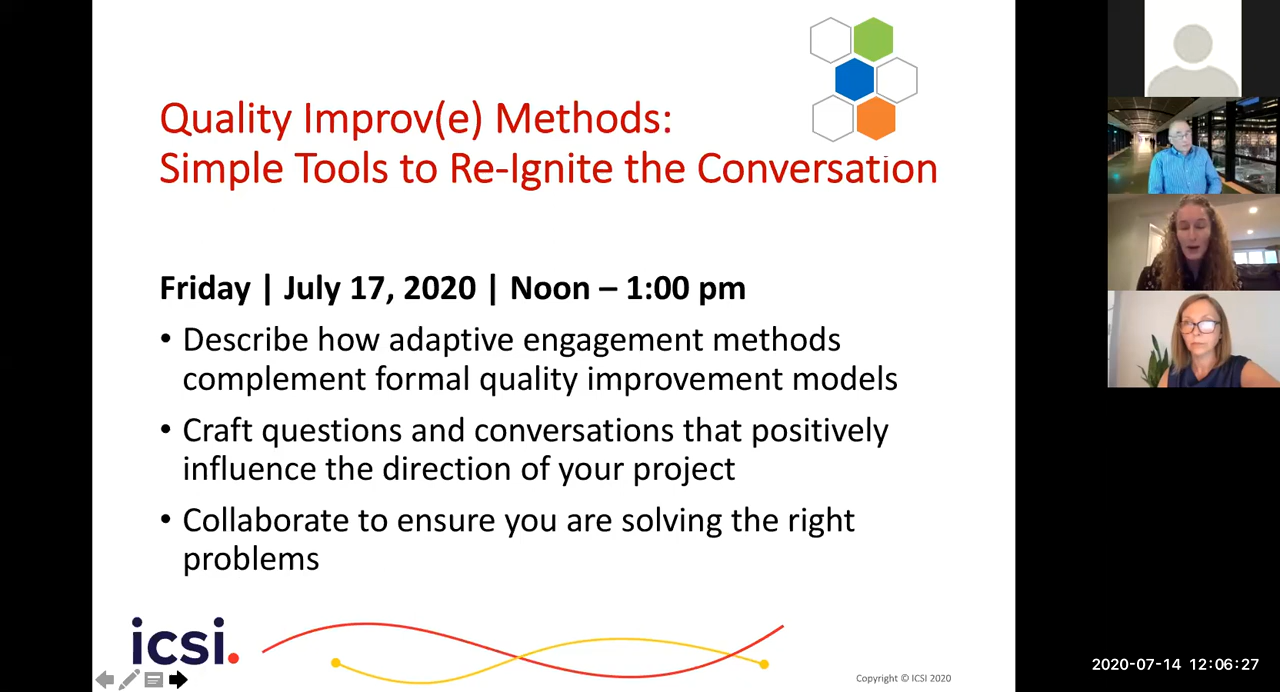 Quality Improv(e) Methods:
Simple Tools to Re-Ignite the Conversation
Friday | July 17, 2020 | Noon – 1:00 pm
• Describe how adaptive engagement methods
complement formal quality improvement models
• Craft questions and conversations that positively
influence the direction of your project
• Collaborate to ensure you are solving the right
problems
icsi.
Copyright © ICSI 2020
2020-07-14 12:06:27